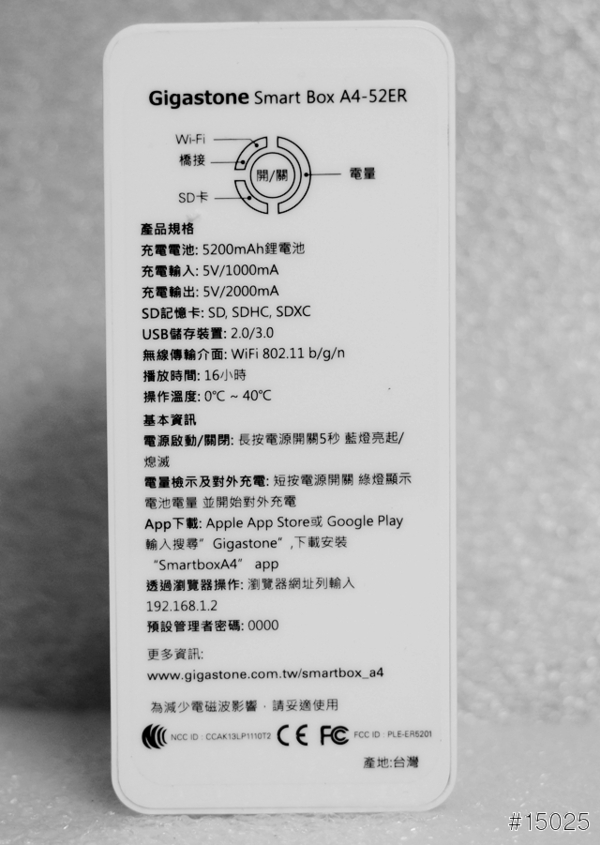 Gigastone Smart Box A4-52ER
Wi-Fi
橋接
開/關
電量
SD卡
產品規格
充電電池: 5200mAh鋰電池
充電輸入: 5V/1000mA
充電輸出: 5V/2000mA
SD記憶卡: SD, SDHC, SDXC
USB儲存裝置: 2.0/3.0
無線傳輸介面: WiFi 802.11 b/g/n
播放時間: 16小時
操作溫度: 0℃ ~ 40℃
基本資訊
電源啟動/關閉: 長按電源開關5秒 藍燈亮起/
熄滅
電量檢示及對外充電: 短按電源開關 綠燈顯示
電池電量 並開始對外充電
App下載: Apple App Store或 Google Play
輸入搜尋”Gigastone”,下載安裝
“SmartboxA4” app
透過瀏覽器操作: 瀏覽器網址列輸入
192.168.1.2
預設管理者密碼: 0000
更多資訊:
www.gigastone.com.tw/smartbox_a4
為減少電磁波影響，請妥適使用
NCC ID : CCAK13LP1110T2 CE FC FCC ID : PLE-ER5201
產地:台灣
#15025